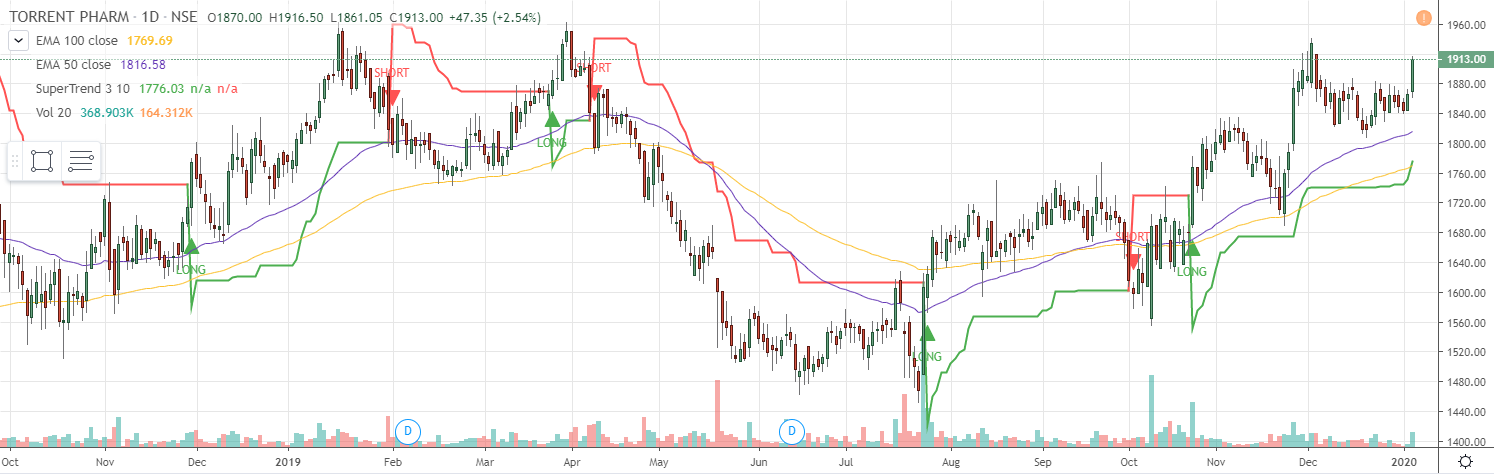 TORRENT PHARM · 1D · NSE O1870.00 H1916.50 L1861.05 C1913.00 +47.35 (+2.54%)
EMA 100 close 1769.69
EMA 50 close 1816.58
SuperTrend 3 10 1776.03 n/a n/a
Vol 20 368.903K 164.312K
SHORT
SHORT
LONG
LONG
SHORT
LONG
LONG
D
D
!
1960.00
1913.00
1880.00
1840.00
1800.00
1760.00
1720.00
1680.00
1640.00
1600.00
1560.00
1520.00
1480.00
1440.00
1400.00
Oct Nov Dec 2019 Feb Mar Apr May Jun Jul Aug Sep Oct Nov Dec 2020